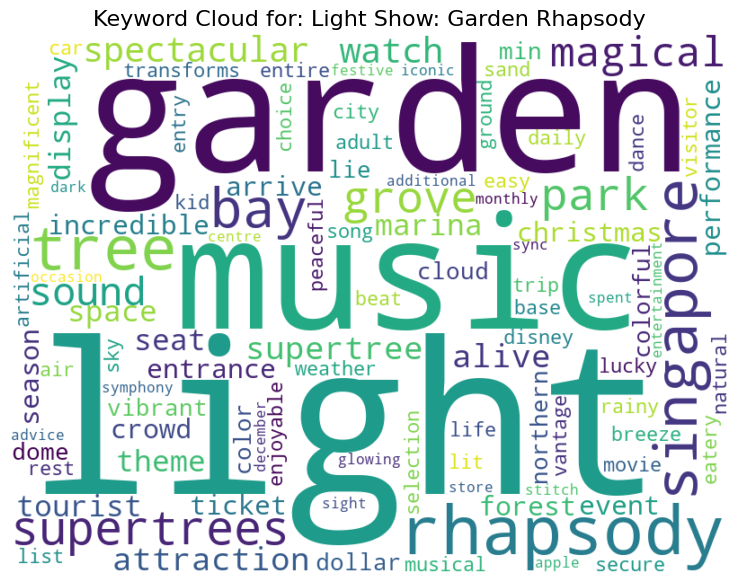 Keyword Cloud for: Light Show: Garden Rhapsody
car
spectacular
watch
min
magical
transforms
entire
festive
iconic
sand
display
garden
magnificent
entry
choice
city
ground
daily
dance
visitor
performance
adult
lie
dark
kid
arrive
additional
easy
monthly
grove
park
incredible
bay
peaceful
song
marina
christmas
tree
centre
music
sync
singapore
artificial
occasion
sound
cloud
trip
spent
colorful
entertainment
space
beat
base
disney
season
seat
supertree
alive
lucky
natural
air
sky
entrance
weather
northern
symphony
light
vibrant
rainy
advice
crowd
color
december
enjoyable
life
vantage
breeze
eatery
dome
rest
theme
glowing
selection
lit
movie
tourist
ticket
sight
store
stitch
forest
event
supertrees
rhapsody
list
attraction
dollar
musical
apple
secure